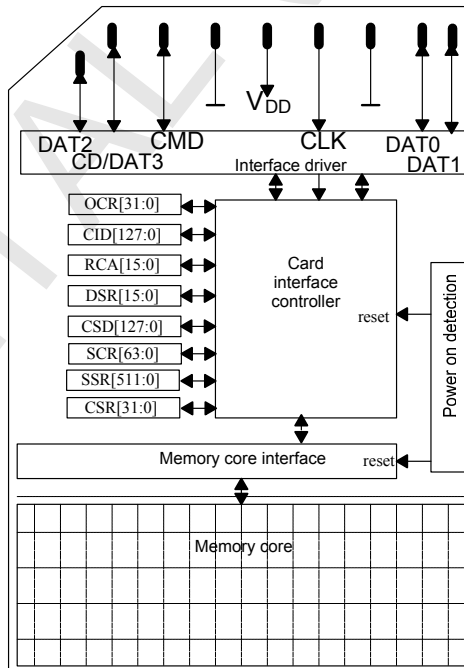 V_DD
DAT2 CMD CLK DAT0
CD/DAT3 DAT1
Interface driver
OCR[31:0]
CID[127:0]
RCA[15:0]
DSR[15:0]
CSD[127:0]
SCR[63:0]
SSR[511:0]
CSR[31:0]
Card
interface
controller
reset
Power on detection
Memory core interface
reset
Memory core